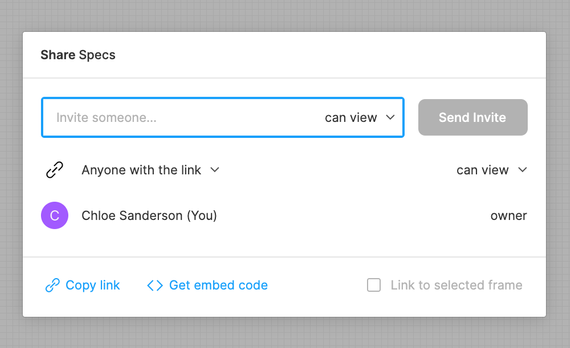 Share Specs
Invite someone... can view Send Invite
Anyone with the link can view
C Chloe Sanderson (You) owner
Copy link Get embed code Link to selected frame